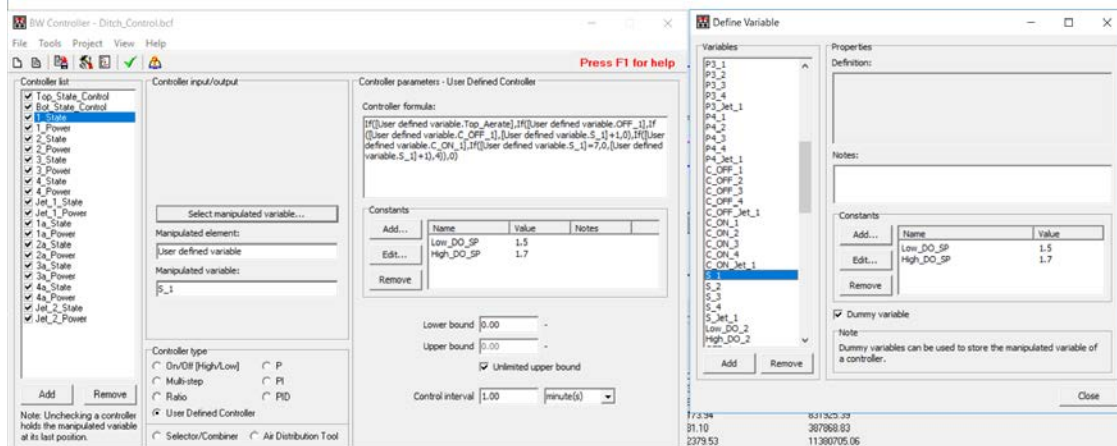 BW Controller - Ditch_Control.bcf
File Tools Project View Help
Press F1 for help
Controller list
Top_State_Control
Bot_State_Control
1_State
1_Power
2_State
2_Power
3_State
3_Power
4_State
4_Power
Jet_1_State
Jet_1_Power
1a_State
1a_Power
2a_State
2a_Power
3a_State
3a_Power
4a_State
4a_Power
Jet_2_State
Jet_2_Power
Add Remove
Note: Unchecking a controller
holds the manipulated variable
at its last position.
Controller input/output
Select manipulated variable...
Manipulated element:
User defined variable
Manipulated variable:
S_1
Controller type
On/Off [High/Low] P
Multi-step PI
Ratio PID
User Defined Controller
Selector/Combiner Air Distribution Tool
Controller parameters - User Defined Controller
Controller formula:
If([User defined variable.Top_Aerate],If([User defined variable.OFF_1],If
([User defined variable.C_OFF_1],[User defined variable.S_1]+1,0),If([User
defined variable.C_ON_1],If([User defined variable.S_1]=7,0,[User defined
variable.S_1]+1),4)),0)
Constants
Add... Name Value Notes
Edit... Low_DO_SP 1.5
High_DO_SP 1.7
Remove
Lower bound 0.00 -
Upper bound 0.00 -
Unlimited upper bound
Control interval 1.00 minute(s)
Define Variable
Variables
P3_1
P3_2
P3_3
P3_4
P3_Jet_1
P4_1
P4_2
P4_3
P4_4
P4_Jet_1
C_OFF_1
C_OFF_2
C_OFF_3
C_OFF_4
C_OFF_Jet_1
C_ON_1
C_ON_2
C_ON_3
C_ON_4
C_ON_Jet_1
S_1
S_2
S_3
S_4
S_Jet_1
Low_DO_2
High_DO_2
Add Remove
Properties
Definition:
Notes:
Constants
Add... Name Value
Edit... Low_DO_SP 1.5
High_DO_SP 1.7
Remove
Dummy variable
Note
Dummy variables can be used to store the manipulated variable of
a controller.
Close
173.94 831925.39
31.10 387868.83
2379.53 11380705.06